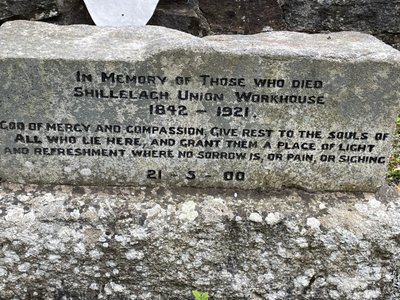 In Memory of Those who died
Shillelagh Union Workhouse
1842 - 1921.
God of Mercy and Compassion, Give rest to the souls of
all who lie here, and grant them a place of light
and refreshment where no sorrow is, or pain, or sighing
21-5-00